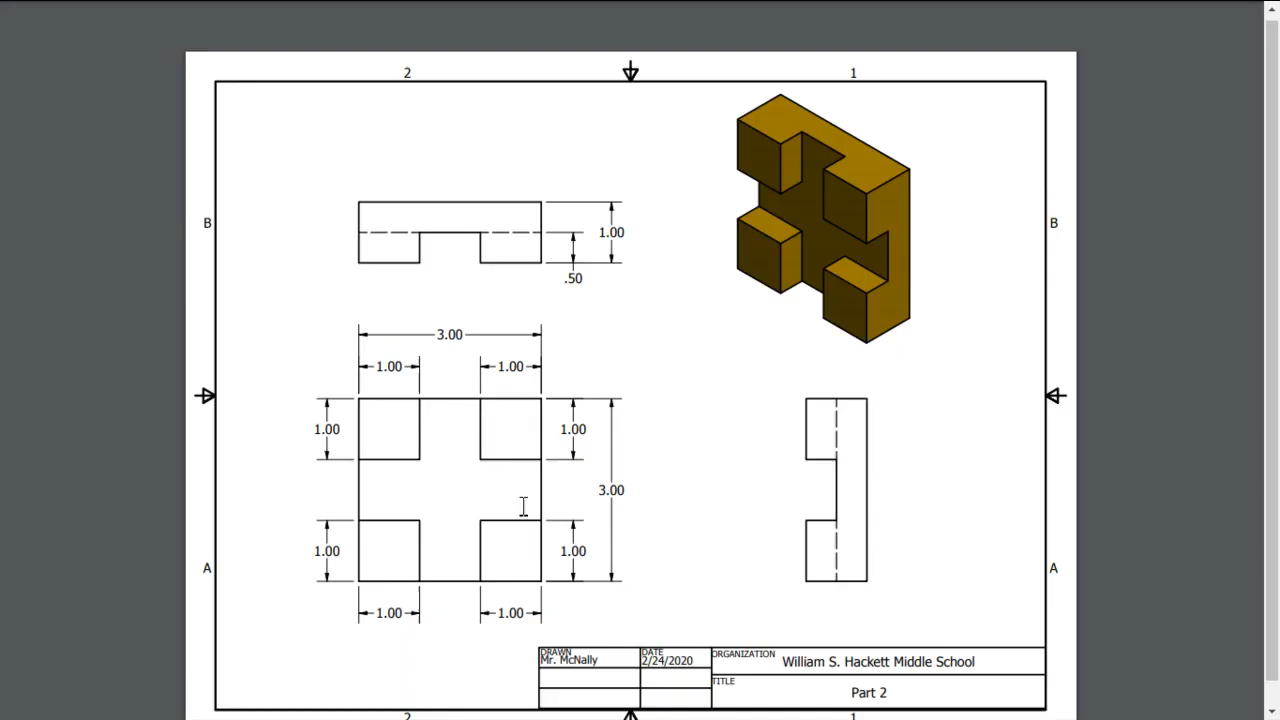 2 1
B B
1.00
.50
3.00
1.00 1.00
1.00 1.00
3.00
1.00 1.00
A A
1.00 1.00
DRAWN DATE ORGANIZATION
Mr. McNally 2/24/2020 William S. Hackett Middle School
TITLE
Part 2
2 1